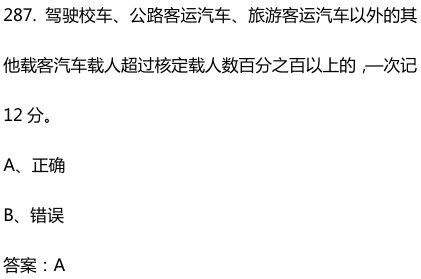 287. 驾驶校车、公路客运汽车、旅游客运汽车以外的其
他载客汽车载人超过核定载人数百分之百以上的，一次记
12 分。
A、正确
B、错误
答案：A